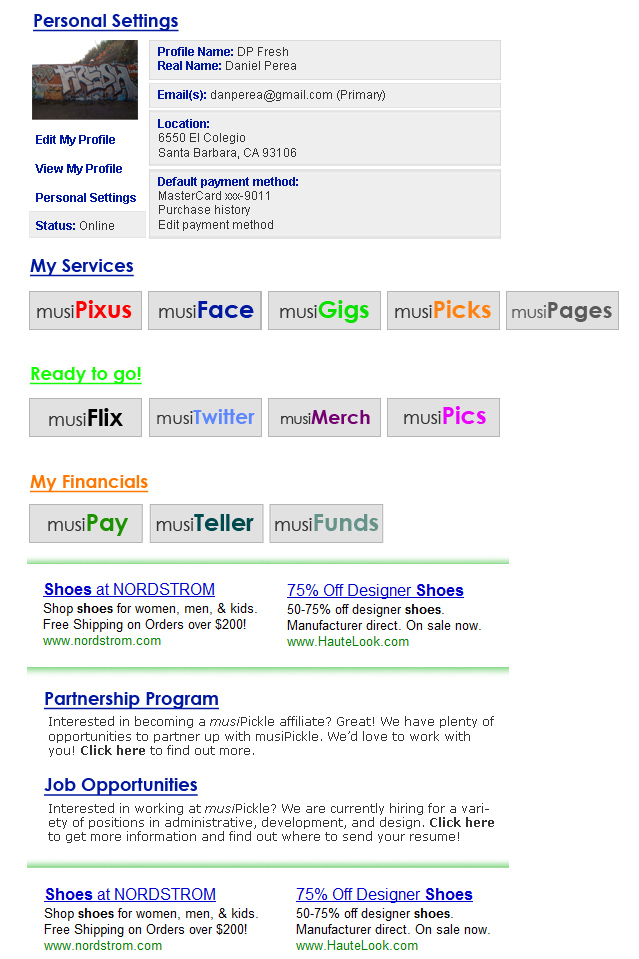 Personal Settings
FRESH
Profile Name: DP Fresh
Real Name: Daniel Perea
Email(s): danperea@gmail.com (Primary)
Location:
6550 El Colegio
Santa Barbara, CA 93106
Default payment method:
MasterCard xxx-9011
Purchase history
Edit payment method
Edit My Profile
View My Profile
Personal Settings
Status: Online
My Services
musiPixus musiFace musiGigs musiPicks musiPages
Ready to go!
musiFlix musiTwitter musiMerch musiPics
My Financials
musiPay musiTeller musiFunds
Shoes at NORDSTROM
Shop shoes for women, men, & kids.
Free Shipping on Orders over $200!
www.nordstrom.com
75% Off Designer Shoes
50-75% off designer shoes.
Manufacturer direct. On sale now.
www.HauteLook.com
Partnership Program
Interested in becoming a musiPickle affiliate? Great! We have plenty of
opportunities to partner up with musiPickle. We’d love to work with
you! Click here to find out more.
Job Opportunities
Interested in working at musiPickle? We are currently hiring for a vari-
ety of positions in administrative, development, and design. Click here
to get more information and find out where to send your resume!
Shoes at NORDSTROM
Shop shoes for women, men, & kids.
Free Shipping on Orders over $200!
www.nordstrom.com
75% Off Designer Shoes
50-75% off designer shoes.
Manufacturer direct. On sale now.
www.HauteLook.com